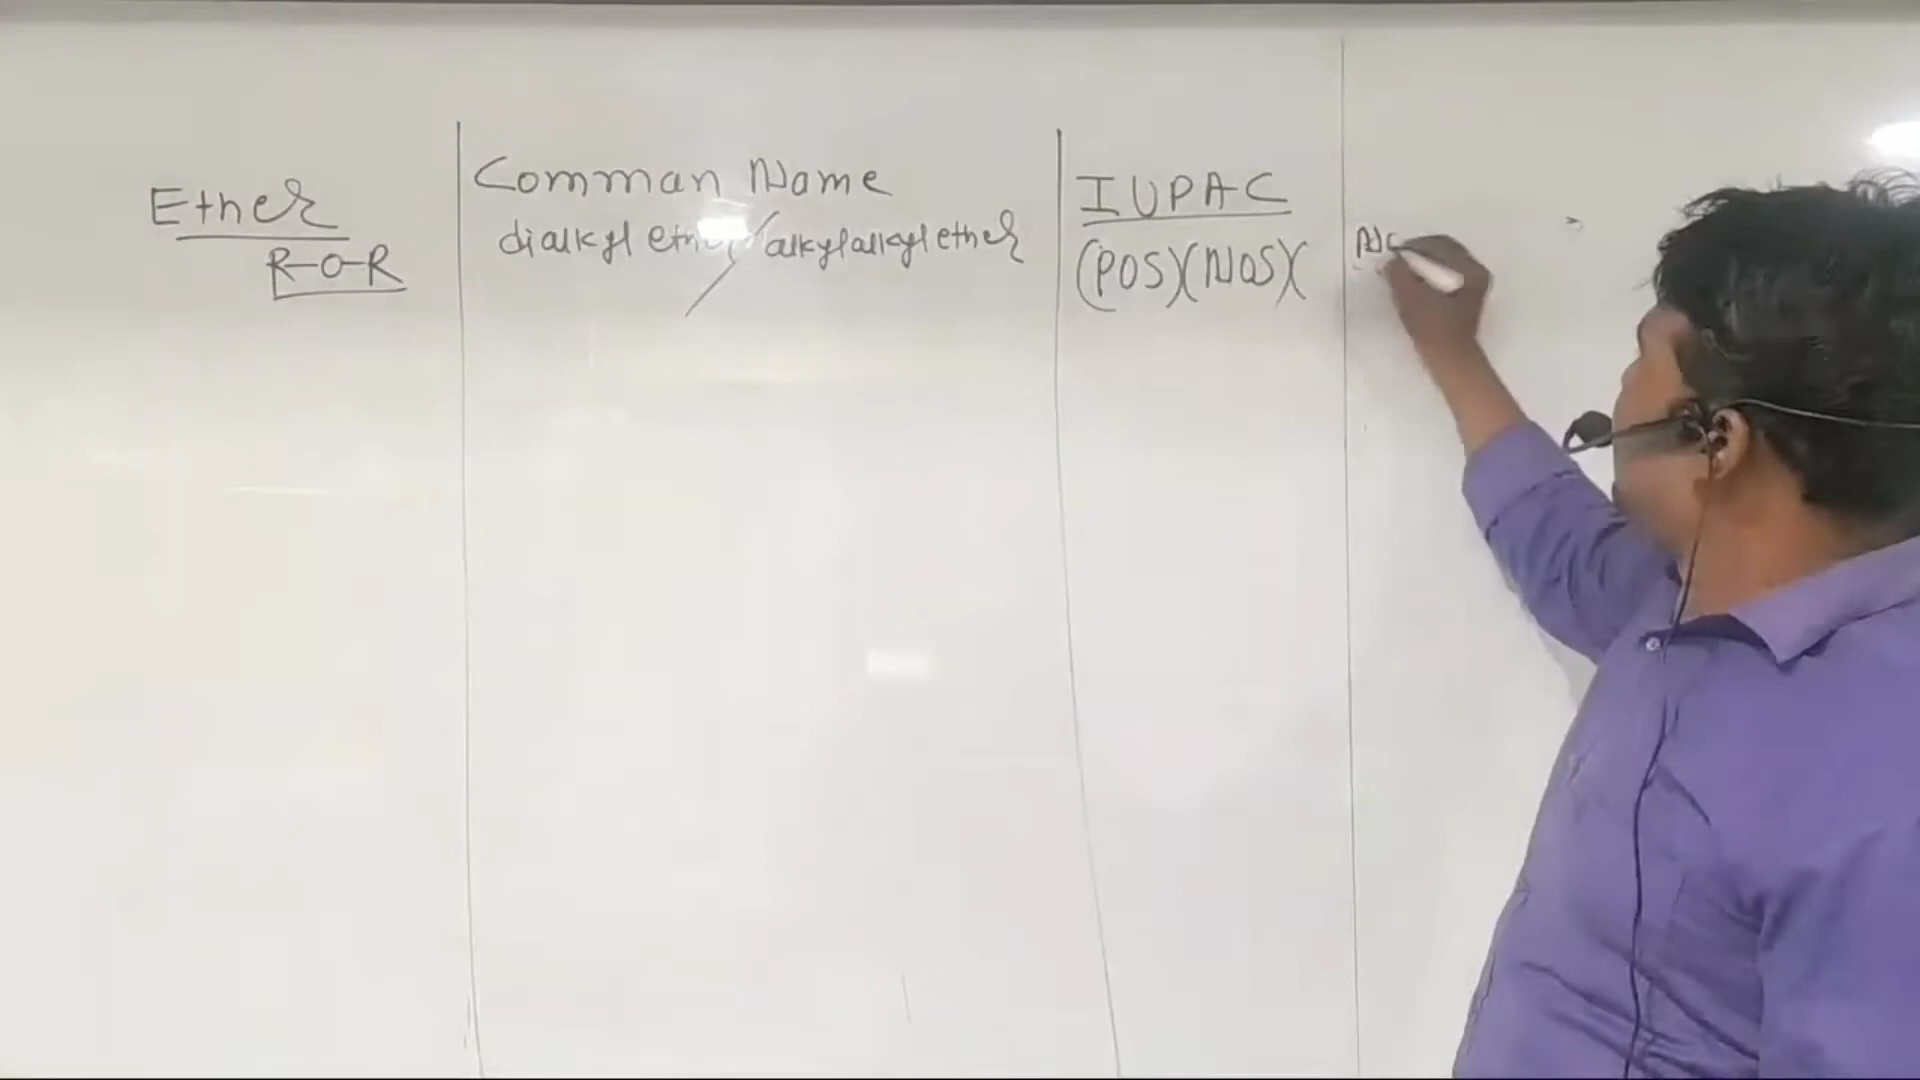 Ether
R-O-R
Comman Name
dialkyl ether/alkylalkyl ether
IUPAC
(POS)(NOS)(